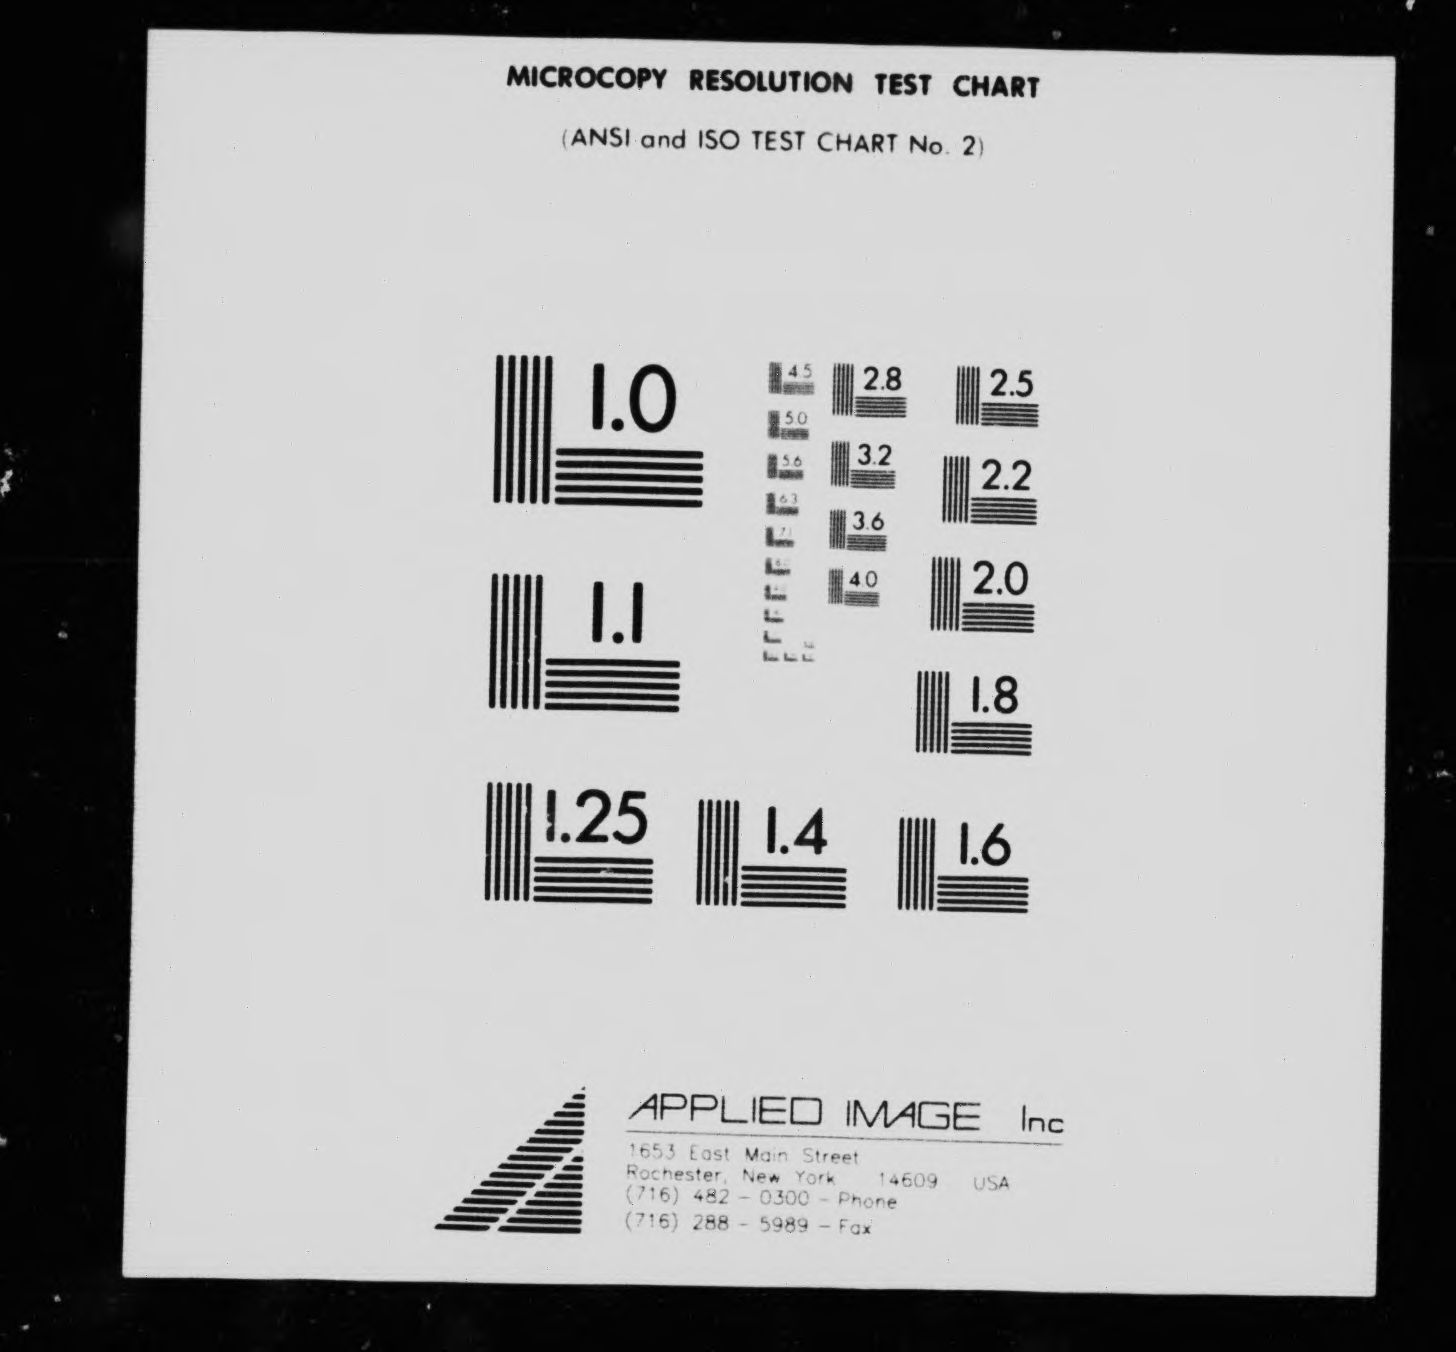 MICROCOPY RESOLUTION TEST CHART
(ANSI and ISO TEST CHART No. 2)
1.0
4.5
2.8
2.5
5.0
3.2
2.2
5.6
3.6
6.3
7.1
4.0
2.0
1.1
1.8
1.25
1.4
1.6
APPLIED IMAGE Inc
1653 East Main Street
Rochester, New York 14609 USA
(716) 482 - 0300 - Phone
(716) 288 - 5989 - Fax